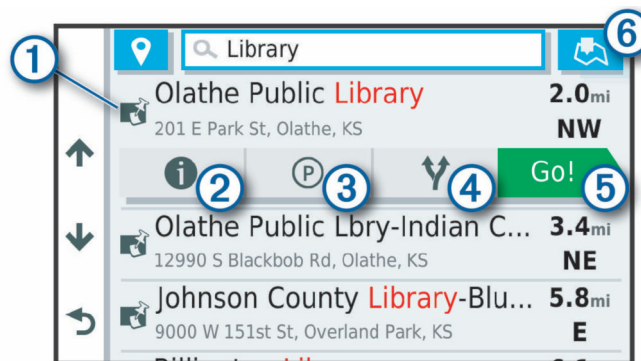 Library
Olathe Public Library
2.0mi
201 E Park St, Olathe, KS
NW
P
Go!
Olathe Public Lbry-Indian C...
3.4mi
12990 S Blackbob Rd, Olathe, KS
NE
Johnson County Library-Blu...
5.8mi
9000 W 151st St, Overland Park, KS
E
1
2
3
4
5
6